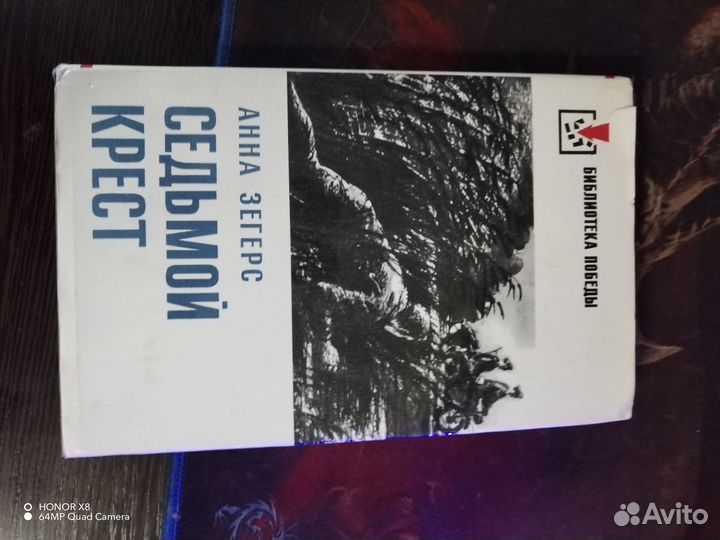 БИБЛИОТЕКА ПОБЕДЫ
АННА ЗЕГЕРС
СЕДЬМОЙ
КРЕСТ
HONOR X8
64MP Quad Camera
Avito